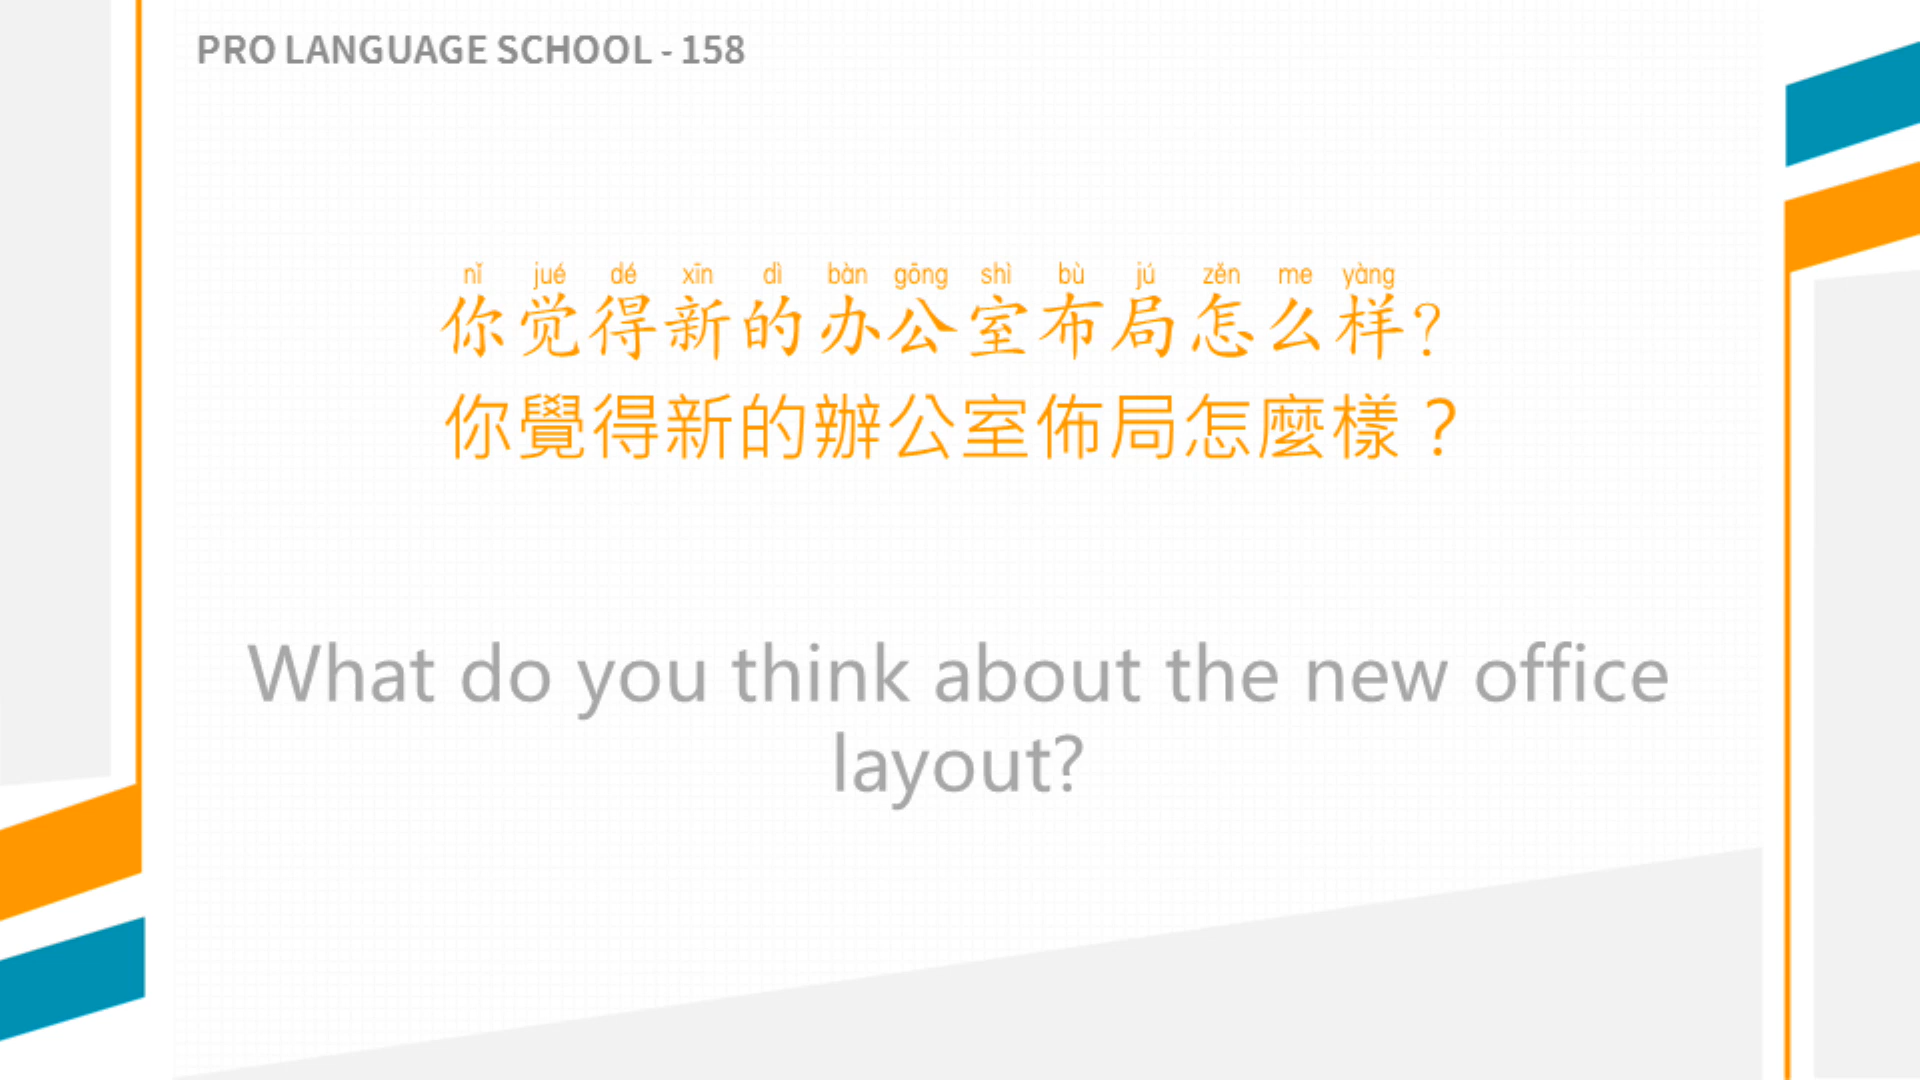 PRO LANGUAGE SCHOOL - 158
nǐ jué dé xīn dì bàn gōng shì bù jú zěn me yàng
你觉得新的办公室布局怎么样?
你覺得新的辦公室佈局怎麼樣？
What do you think about the new office
layout?